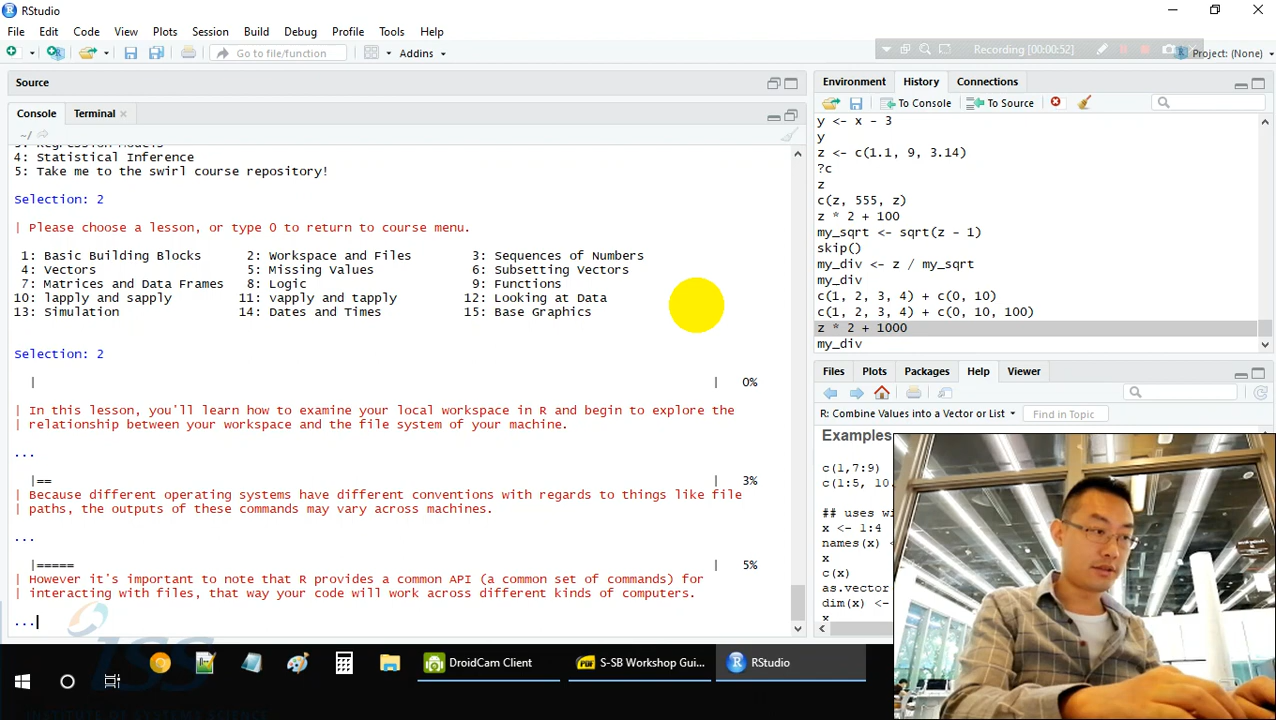 RStudio
File Edit Code View Plots Session Build Debug Profile Tools Help
Go to file/function Addins
Recording [00:00:52]
Project: (None)
Source
Console Terminal
~/
4: Statistical Inference
5: Take me to the swirl course repository!
Selection: 2
| Please choose a lesson, or type 0 to return to course menu.
1: Basic Building Blocks 2: Workspace and Files 3: Sequences of Numbers
4: Vectors 5: Missing Values 6: Subsetting Vectors
7: Matrices and Data Frames 8: Logic 9: Functions
10: lapply and sapply 11: vapply and tapply 12: Looking at Data
13: Simulation 14: Dates and Times 15: Base Graphics
Selection: 2
| | 0%
| In this lesson, you'll learn how to examine your local workspace in R and begin to explore the
| relationship between your workspace and the file system of your machine.
...
|== | 3%
| Because different operating systems have different conventions with regards to things like file
| paths, the outputs of these commands may vary across machines.
...
|===== | 5%
| However it's important to note that R provides a common API (a common set of commands) for
| interacting with files, that way your code will work across different kinds of computers.
...
Environment History Connections
To Console To Source
y <- x - 3
y
z <- c(1.1, 9, 3.14)
?c
z
c(z, 555, z)
z * 2 + 100
my_sqrt <- sqrt(z - 1)
skip()
my_div <- z / my_sqrt
my_div
c(1, 2, 3, 4) + c(0, 10)
c(1, 2, 3, 4) + c(0, 10, 100)
z * 2 + 1000
my_div
Files Plots Packages Help Viewer
R: Combine Values into a Vector or List Find in Topic
Examples
c(1,7:9)
c(1:5, 10.
## uses wi
x <- 1:4
names(x) <
x
c(x)
as.vector
dim(x) <-
x
DroidCam Client
S-SB Workshop Gui...
RStudio